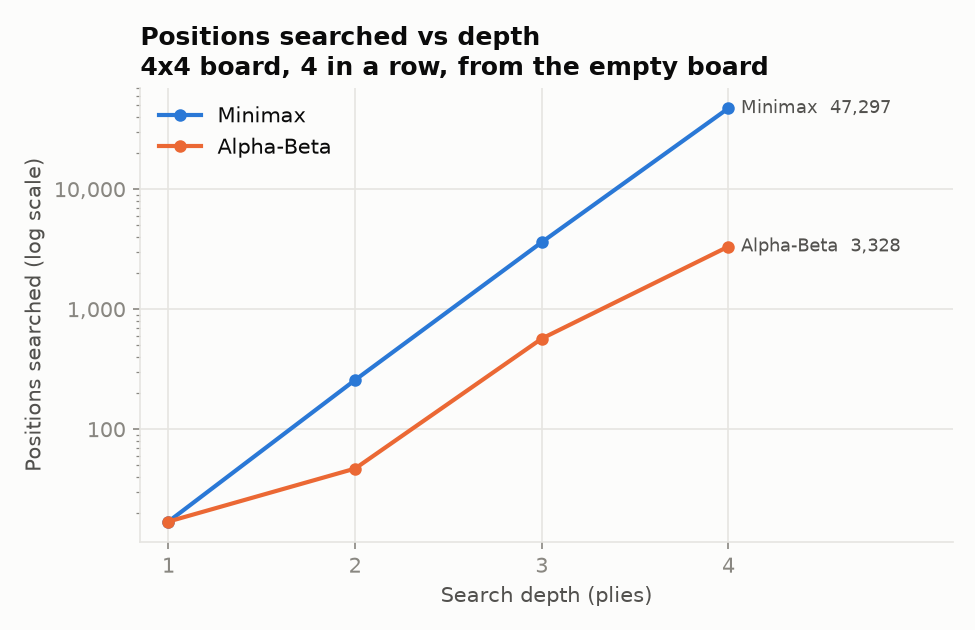 Positions searched vs depth
4x4 board, 4 in a row, from the empty board
Minimax
Alpha-Beta
Minimax 47,297
Alpha-Beta 3,328
Positions searched (log scale)
10,000
1,000
100
1 2 3 4
Search depth (plies)